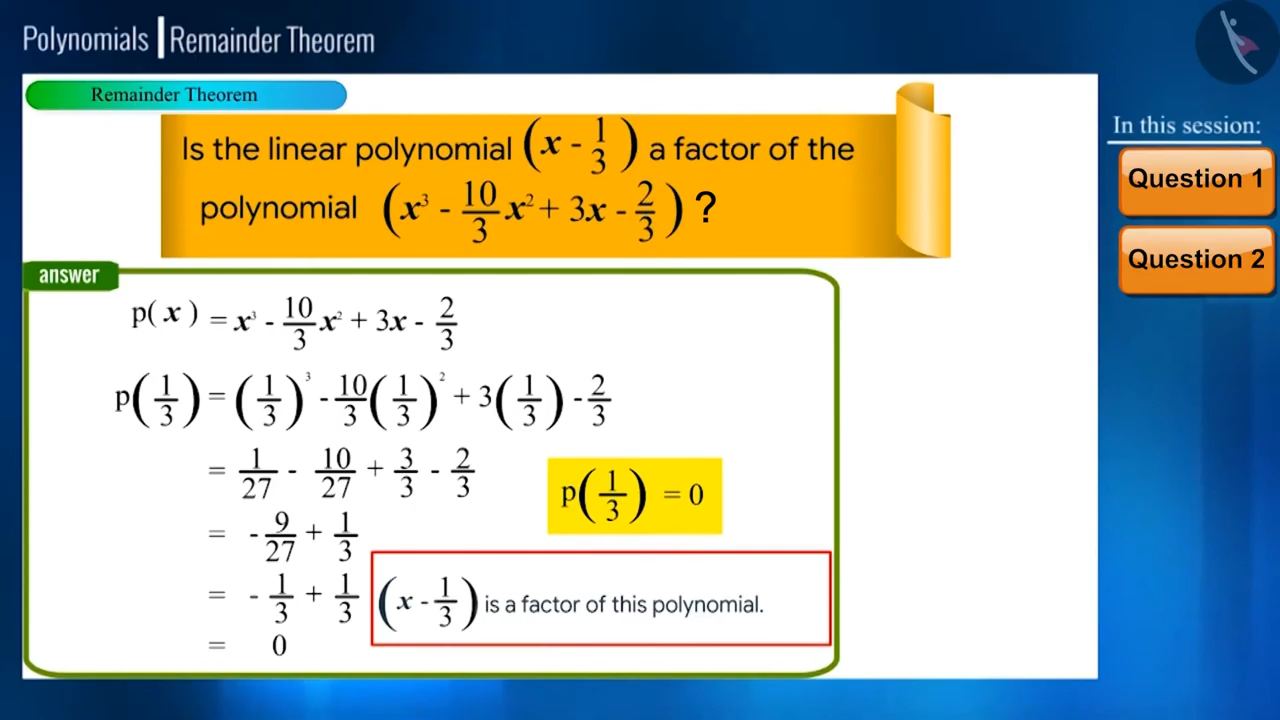 Polynomials | Remainder Theorem
Remainder Theorem
In this session:
Question 1
Question 2
Is the linear polynomial (x - 1/3) a factor of the
polynomial (x³ - 10/3 x² + 3x - 2/3) ?
answer
p(x) = x³ - 10/3 x² + 3x - 2/3
p(1/3) = (1/3)³ - 10/3 (1/3)² + 3(1/3) - 2/3
= 1/27 - 10/27 + 3/3 - 2/3
p(1/3) = 0
= - 9/27 + 1/3
= - 1/3 + 1/3
(x - 1/3) is a factor of this polynomial.
= 0